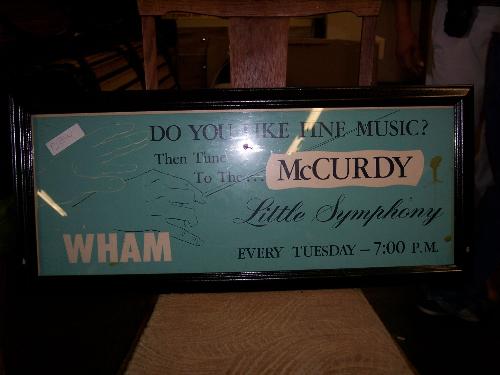 DO YOU LIKE FINE MUSIC?
Then Tune
To The... McCURDY
Little Symphony
WHAM
EVERY TUESDAY — 7:00 P.M.